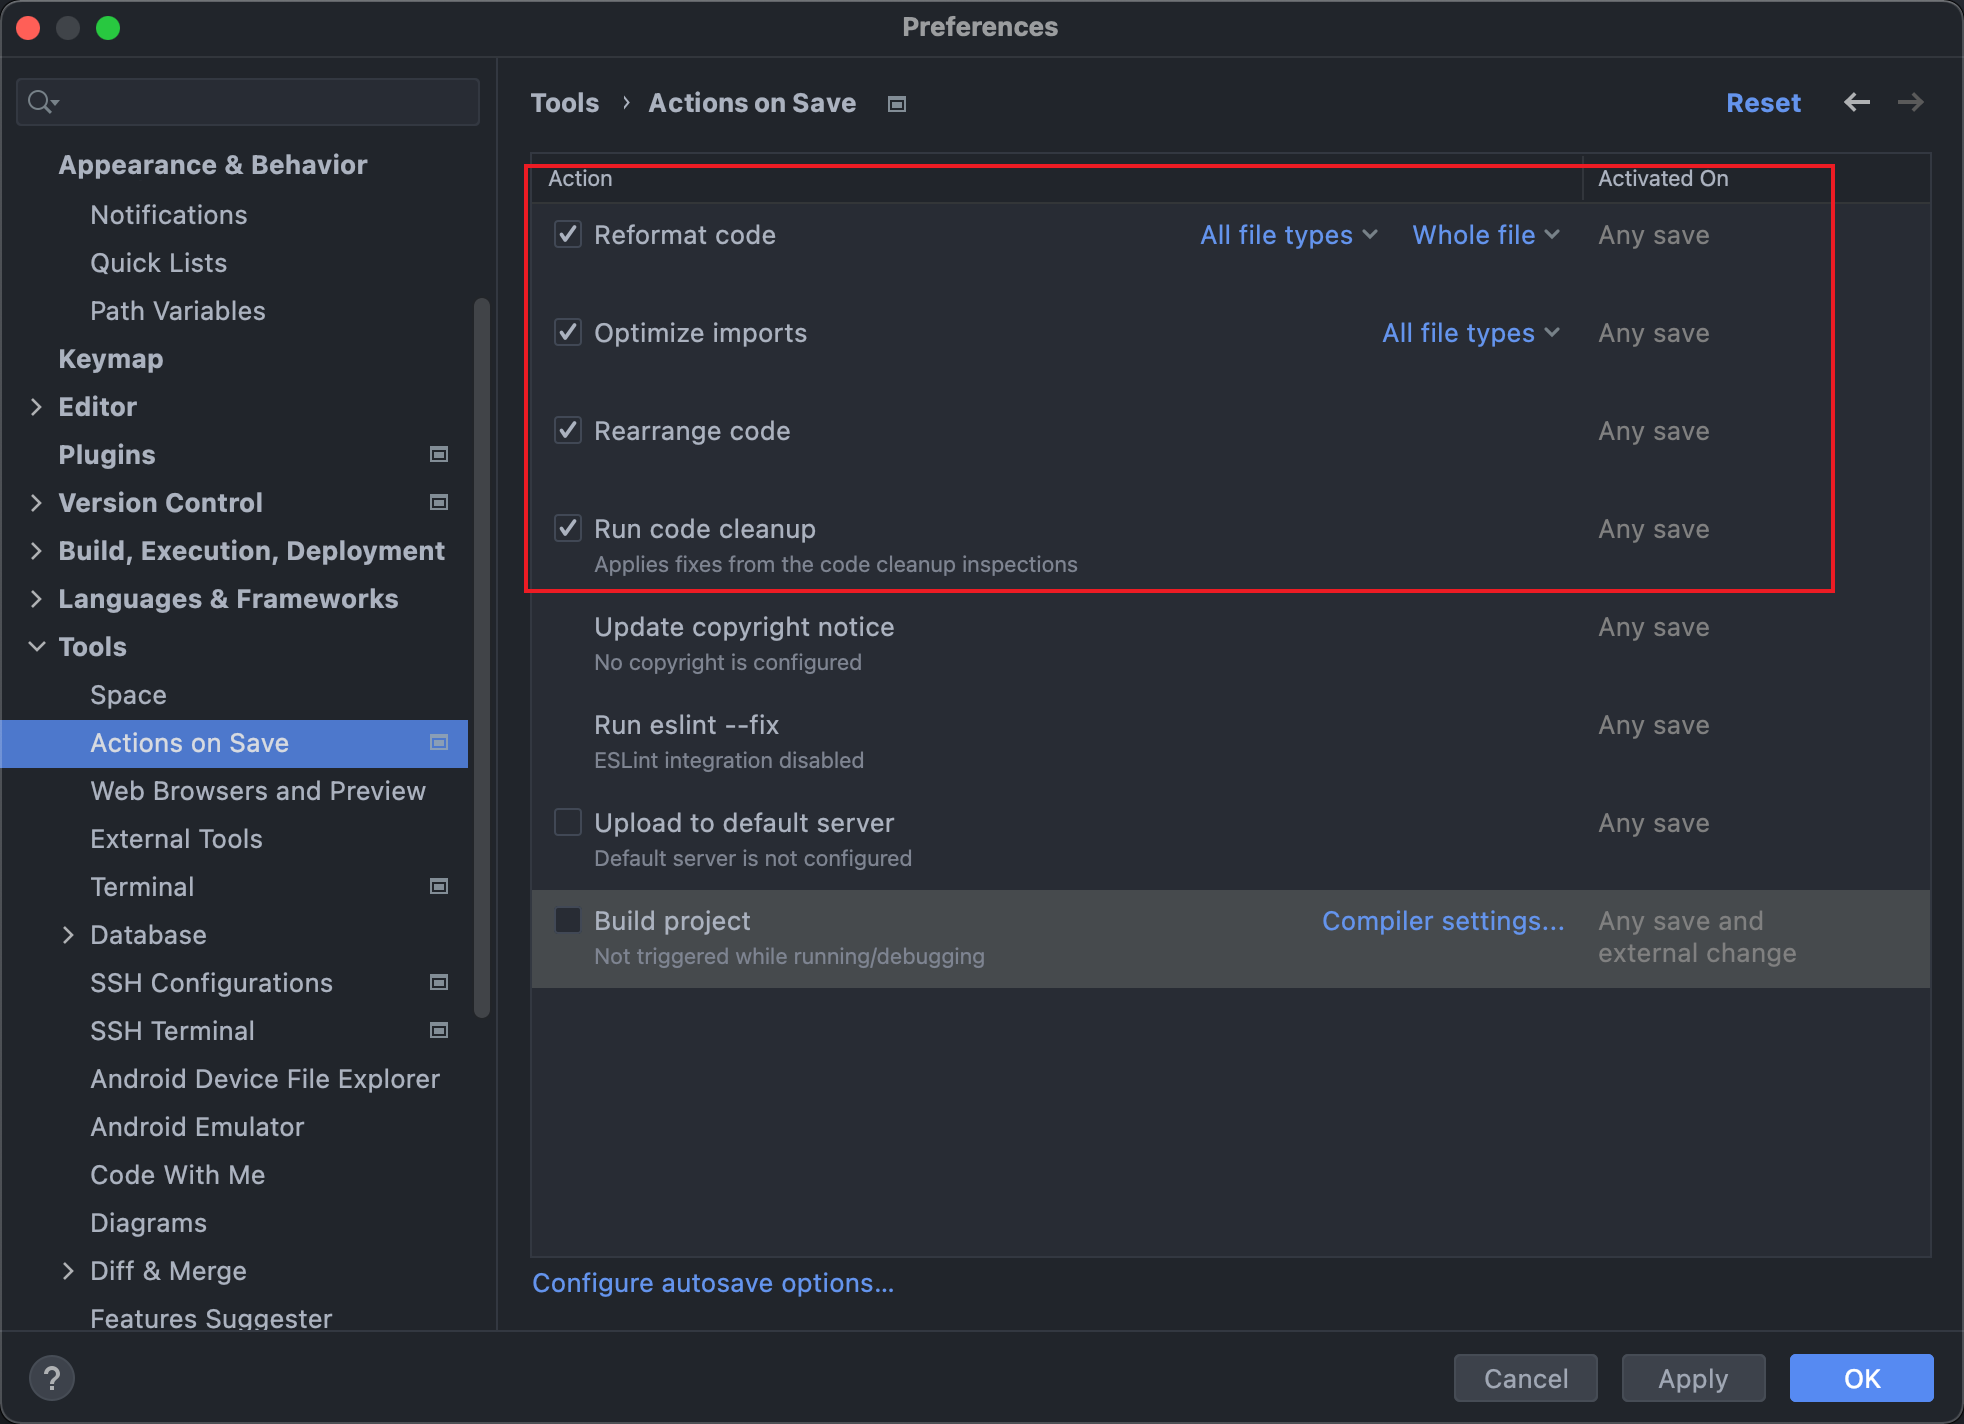 Preferences
Appearance & Behavior
Notifications
Quick Lists
Path Variables
Keymap
Editor
Plugins
Version Control
Build, Execution, Deployment
Languages & Frameworks
Tools
Space
Actions on Save
Web Browsers and Preview
External Tools
Terminal
Database
SSH Configurations
SSH Terminal
Android Device File Explorer
Android Emulator
Code With Me
Diagrams
Diff & Merge
Features Suggester
Tools › Actions on Save
Reset
Action Activated On
Reformat code All file types Whole file Any save
Optimize imports All file types Any save
Rearrange code Any save
Run code cleanup Any save
Applies fixes from the code cleanup inspections
Update copyright notice Any save
No copyright is configured
Run eslint --fix Any save
ESLint integration disabled
Upload to default server Any save
Default server is not configured
Build project Compiler settings... Any save and
external change
Not triggered while running/debugging
Configure autosave options...
?
Cancel Apply OK